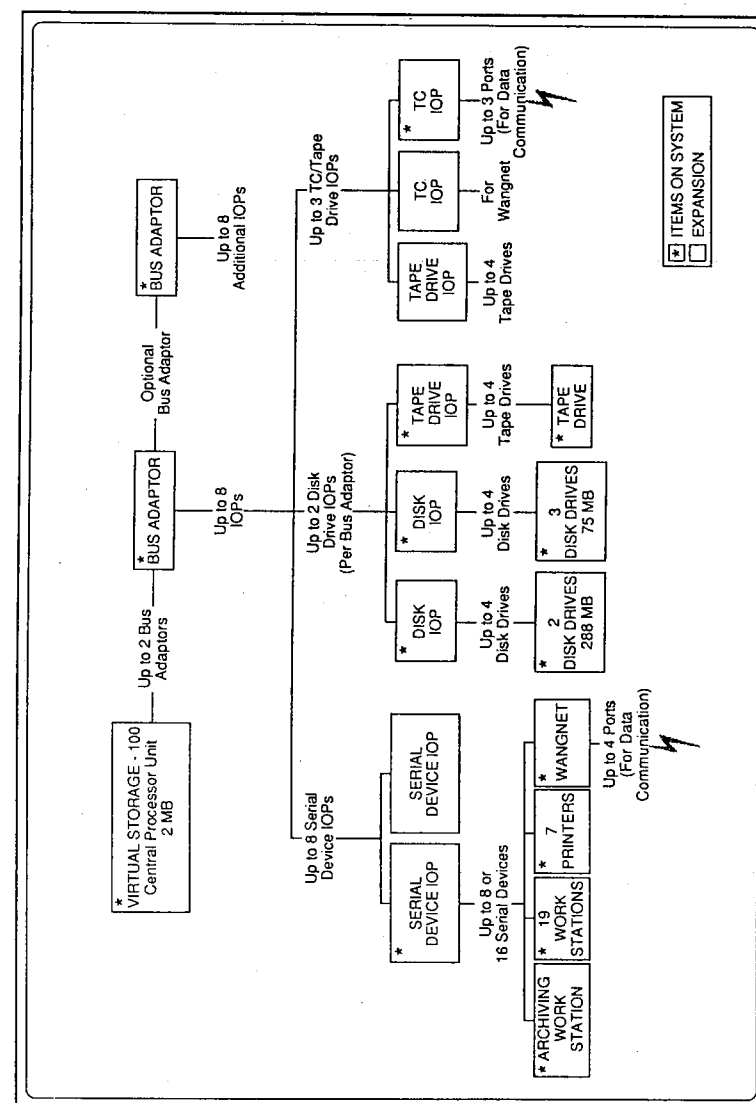 * VIRTUAL STORAGE - 100
Central Processor Unit
2 MB
Up to 2 Bus
Adaptors
* BUS ADAPTOR
Optional
Bus Adaptor
* BUS ADAPTOR
Up to 8
IOPs
Up to 8
Additional IOPs
Up to 8 Serial
Device IOPs
Up to 2 Disk
Drive IOPs
(Per Bus Adaptor)
Up to 3 TC/Tape
Drive IOPs
* SERIAL
DEVICE IOP
SERIAL
DEVICE IOP
* DISK
IOP
* DISK
IOP
* TAPE
DRIVE
IOP
TAPE
DRIVE
IOP
TC
IOP
* TC
IOP
Up to 8 or
16 Serial Devices
Up to 4
Disk Drives
Up to 4
Disk Drives
Up to 4
Tape Drives
Up to 4
Tape Drives
For
Wangnet
Up to 3 Ports
(For Data
Communication)
* ARCHIVING
WORK
STATION
19
* WORK
STATIONS
7
* PRINTERS
* WANGNET
* 2
DISK DRIVES
288 MB
* 3
DISK DRIVES
75 MB
* TAPE
DRIVE
Up to 4 Ports
(For Data
Communication)
* ITEMS ON SYSTEM
EXPANSION